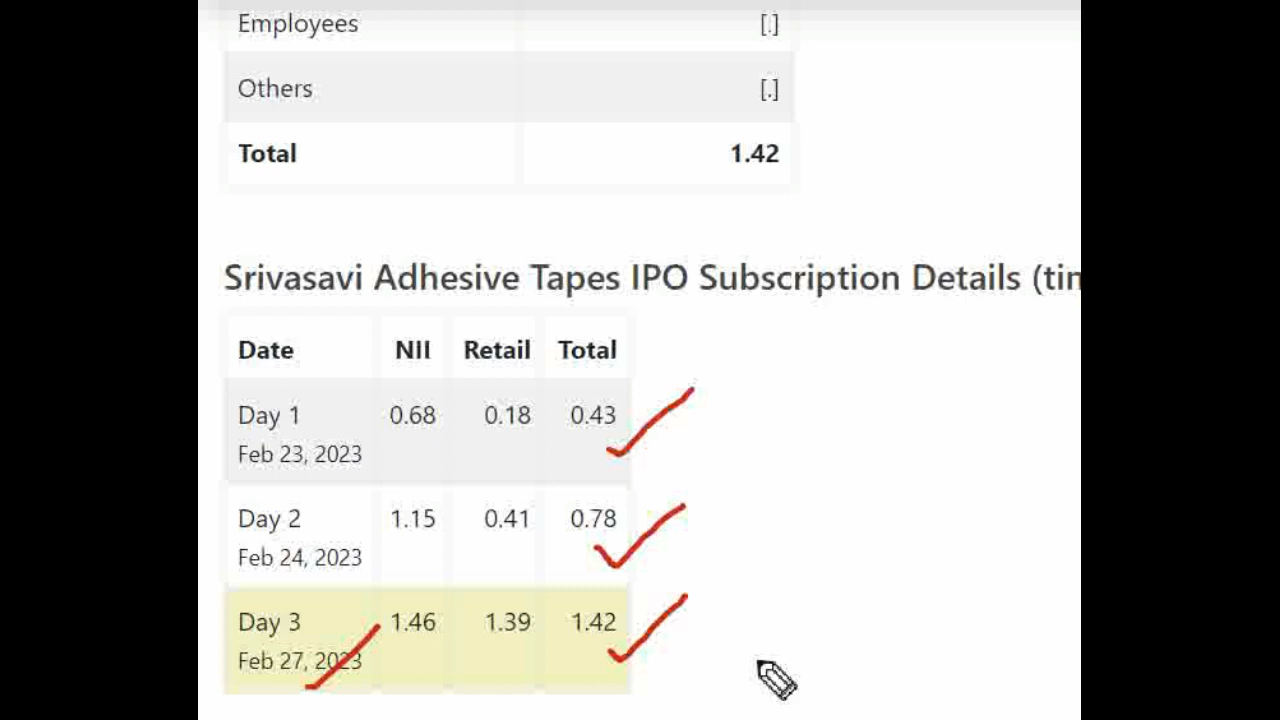 Employees [.]
Others [.]
Total 1.42
Srivasavi Adhesive Tapes IPO Subscription Details (tim
Date NII Retail Total
Day 1 0.68 0.18 0.43
Feb 23, 2023
Day 2 1.15 0.41 0.78
Feb 24, 2023
Day 3 1.46 1.39 1.42
Feb 27, 2023